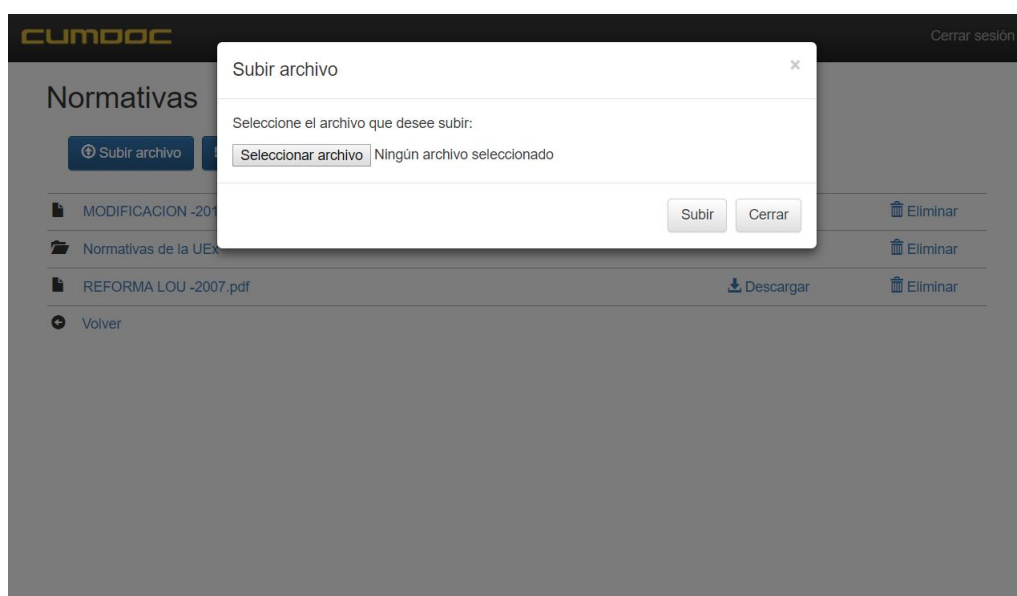 CUMDOC
Cerrar sesión
Subir archivo
×
Normativas
Seleccione el archivo que desee subir:
Subir archivo
Seleccionar archivo Ningún archivo seleccionado
Subir Cerrar
MODIFICACION -201
Eliminar
Normativas de la UEx
Eliminar
REFORMA LOU -2007.pdf Descargar Eliminar
Volver